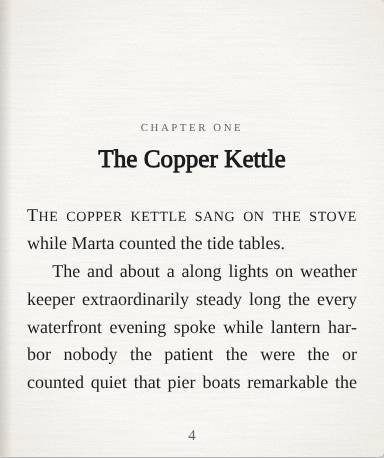 CHAPTER ONE
The Copper Kettle
THE COPPER KETTLE SANG ON THE STOVE
while Marta counted the tide tables.
The and about a along lights on weather
keeper extraordinarily steady long the every
waterfront evening spoke while lantern har-
bor nobody the patient the were the or
counted quiet that pier boats remarkable the
4